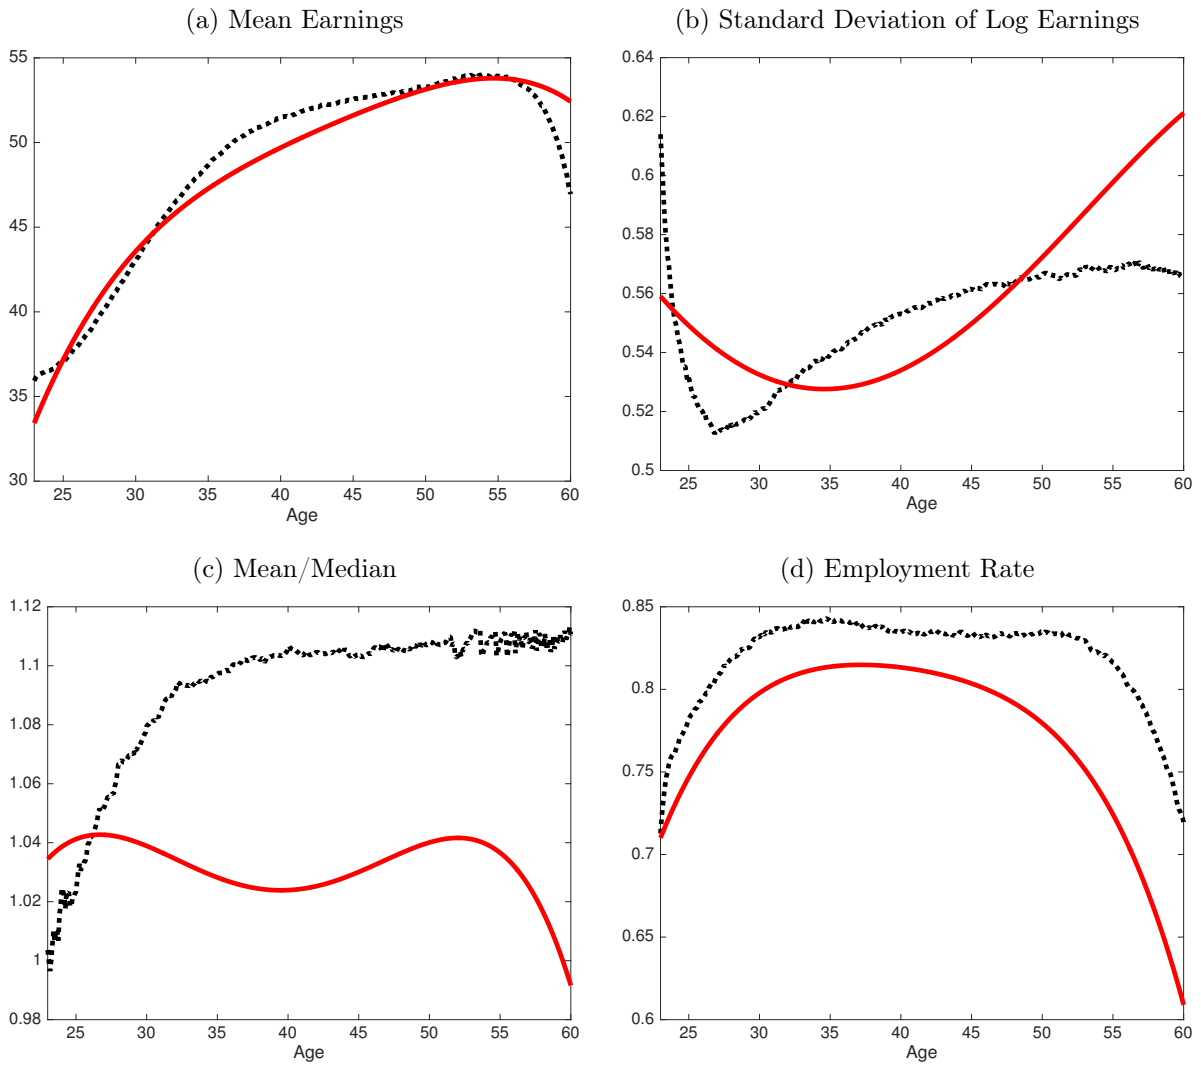 (a) Mean Earnings
55
50
45
40
35
30
25 30 35 40 45 50 55 60
Age
(b) Standard Deviation of Log Earnings
0.64
0.62
0.6
0.58
0.56
0.54
0.52
0.5
25 30 35 40 45 50 55 60
Age
(c) Mean/Median
1.12
1.1
1.08
1.06
1.04
1.02
1
0.98
25 30 35 40 45 50 55 60
Age
(d) Employment Rate
0.85
0.8
0.75
0.7
0.65
0.6
25 30 35 40 45 50 55 60
Age